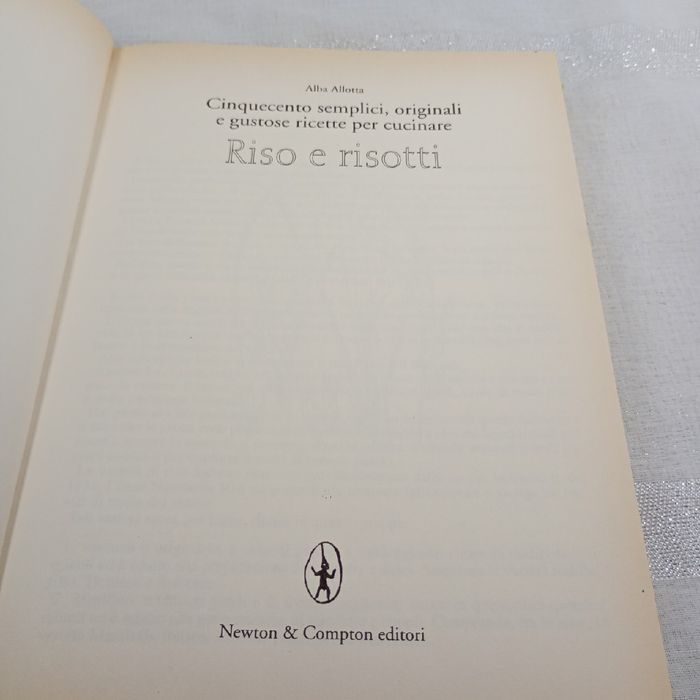 Alba Allotta
Cinquecento semplici, originali
e gustose ricette per cucinare
Riso e risotti
Newton & Compton editori